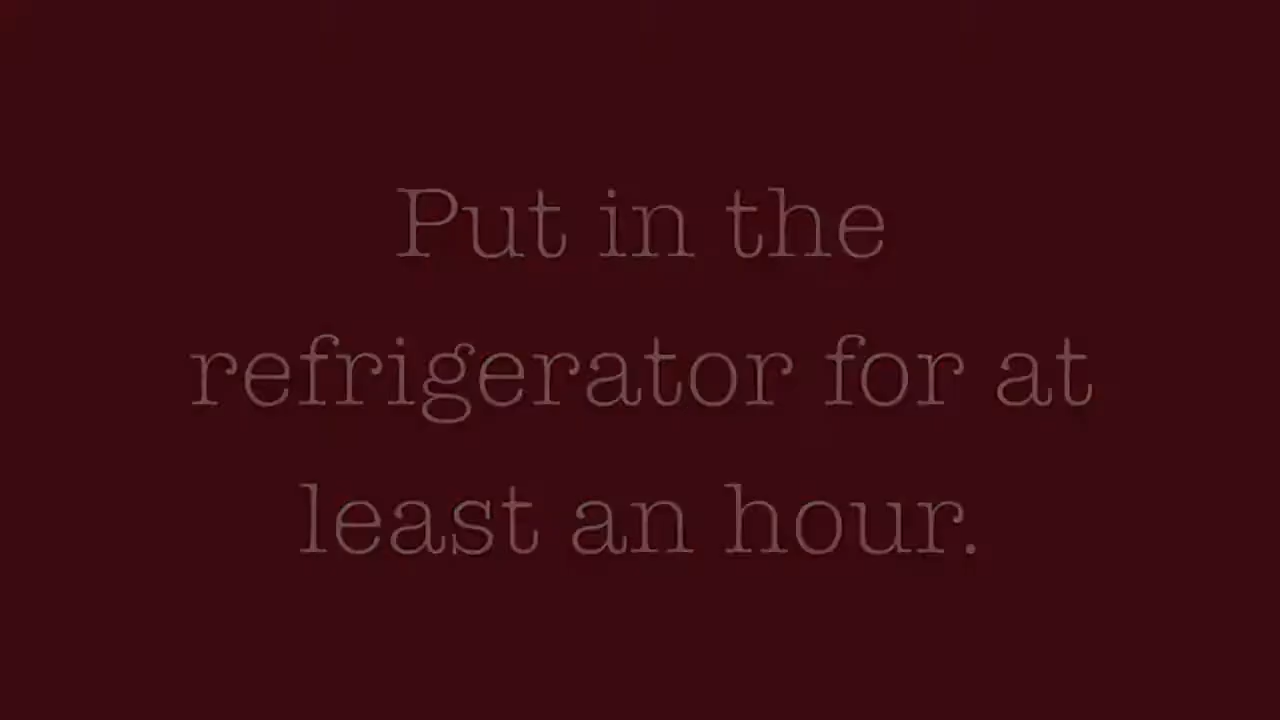 Put in the
refrigerator for at
least an hour.